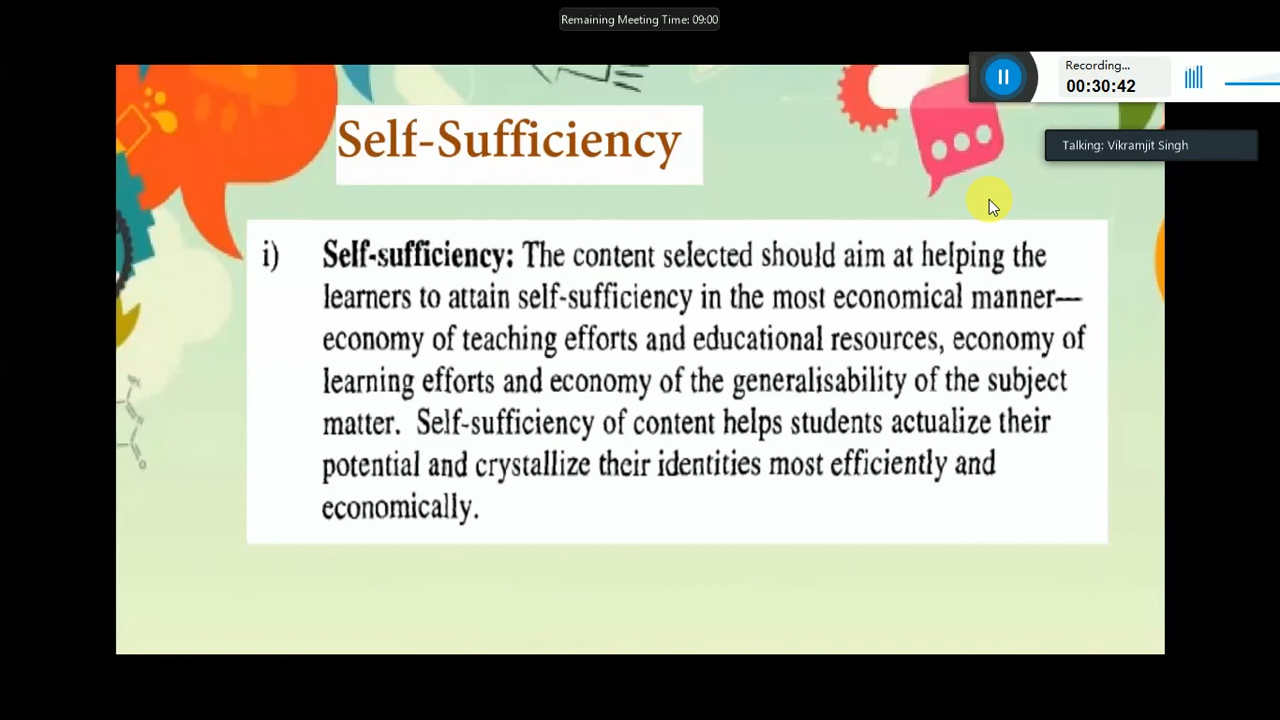 Remaining Meeting Time: 09:00
Recording...
00:30:42
Talking: Vikramjit Singh
Self-Sufficiency
i) Self-sufficiency: The content selected should aim at helping the
learners to attain self-sufficiency in the most economical manner—
economy of teaching efforts and educational resources, economy of
learning efforts and economy of the generalisability of the subject
matter. Self-sufficiency of content helps students actualize their
potential and crystallize their identities most efficiently and
economically.